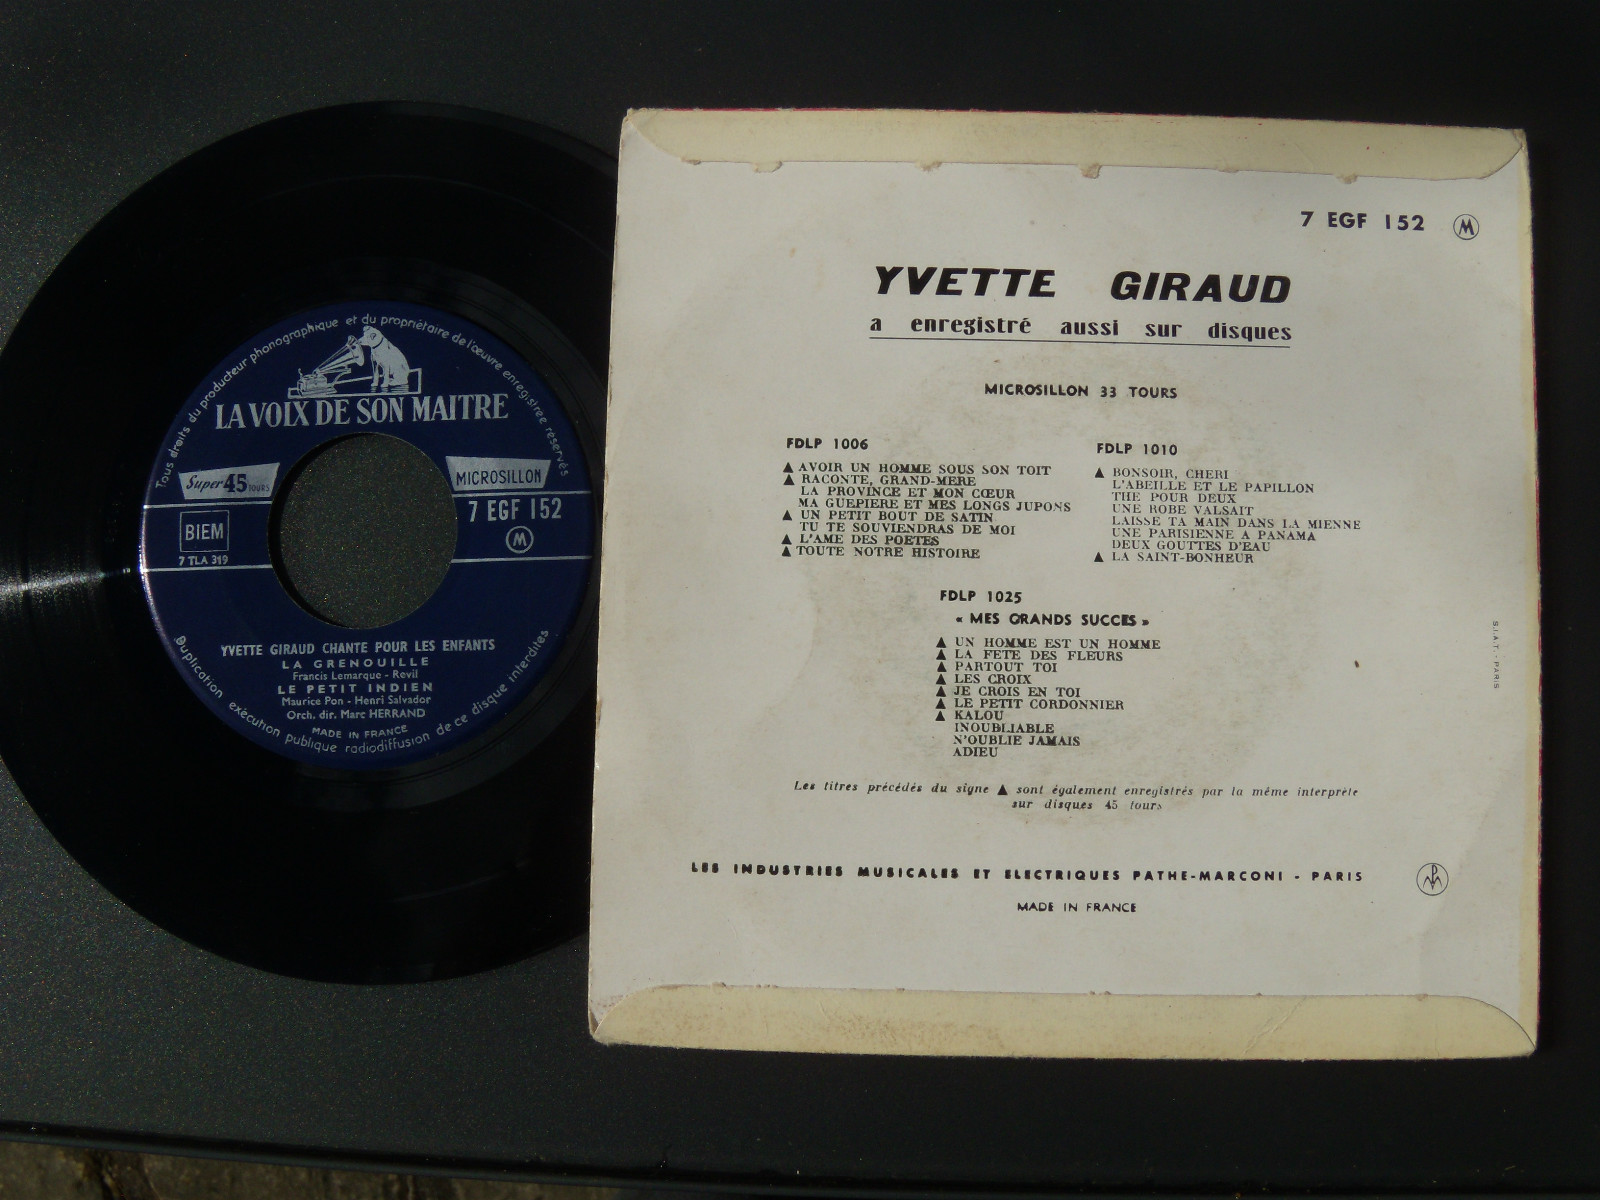 Tous droits du producteur phonographique et du propriétaire de l'œuvre enregistrée réservés
LA VOIX DE SON MAITRE
Super 45 TOURS
MICROSILLON
7 EGF 152
BIEM
M
7 TLA 319
YVETTE GIRAUD CHANTE POUR LES ENFANTS
LA GRENOUILLE
Francis Lemarque - Revil
LE PETIT INDIEN
Maurice Pon - Henri Salvador
Orch. dir. Marc HERRAND
MADE IN FRANCE
Duplication exécution publique radiodiffusion de ce disque interdites
7 EGF 152 M
YVETTE GIRAUD
a enregistré aussi sur disques
MICROSILLON 33 TOURS
FDLP 1006
▲ AVOIR UN HOMME SOUS SON TOIT
▲ RACONTE, GRAND-MERE
LA PROVINCE ET MON CŒUR
MA GUEPIERE ET MES LONGS JUPONS
▲ UN PETIT BOUT DE SATIN
TU TE SOUVIENDRAS DE MOI
▲ L'AME DES POETES
▲ TOUTE NOTRE HISTOIRE
FDLP 1010
▲ BONSOIR, CHERI
L'ABEILLE ET LE PAPILLON
THE POUR DEUX
UNE ROBE VALSAIT
LAISSE TA MAIN DANS LA MIENNE
UNE PARISIENNE A PANAMA
DEUX GOUTTES D'EAU
▲ LA SAINT-BONHEUR
FDLP 1025
« MES GRANDS SUCCES »
▲ UN HOMME EST UN HOMME
▲ LA FETE DES FLEURS
▲ PARTOUT TOI
▲ LES CROIX
▲ JE CROIS EN TOI
▲ LE PETIT CORDONNIER
▲ KALOU
INOUBLIABLE
N'OUBLIE JAMAIS
ADIEU
Les titres précédés du signe ▲ sont également enregistrés par la même interprète
sur disques 45 tours
S.I.A.T. - PARIS
LES INDUSTRIES MUSICALES ET ELECTRIQUES PATHE-MARCONI - PARIS
MADE IN FRANCE